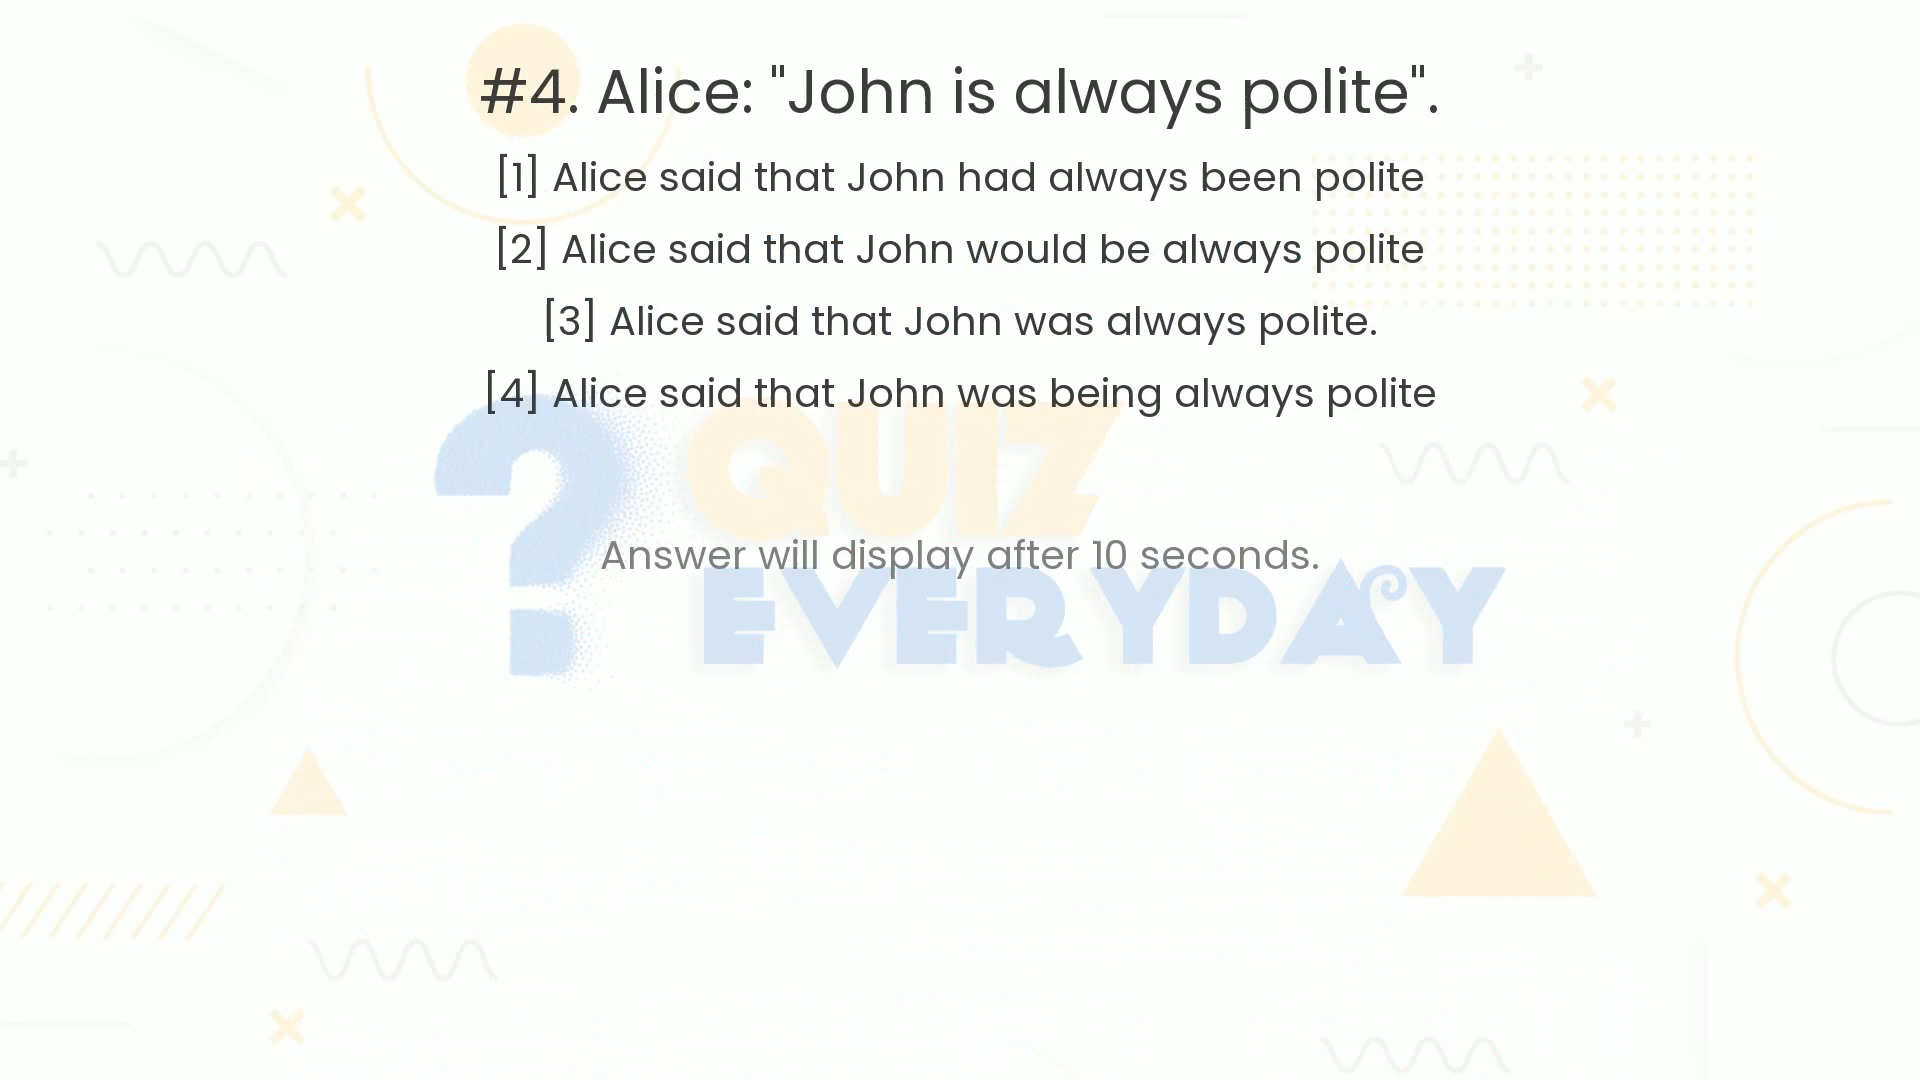 #4. Alice: "John is always polite".
[1] Alice said that John had always been polite
[2] Alice said that John would be always polite
[3] Alice said that John was always polite.
[4] Alice said that John was being always polite
QUIZ
Answer will display after 10 seconds.
EVERYDAY